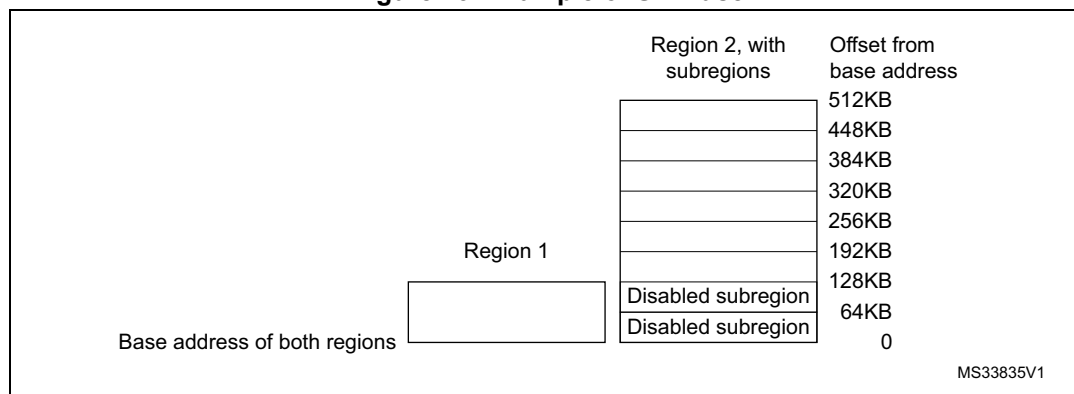 Region 2, with
subregions
Offset from
base address
512KB
448KB
384KB
320KB
256KB
192KB
Region 1
128KB
Disabled subregion
64KB
Disabled subregion
Base address of both regions
0
MS33835V1